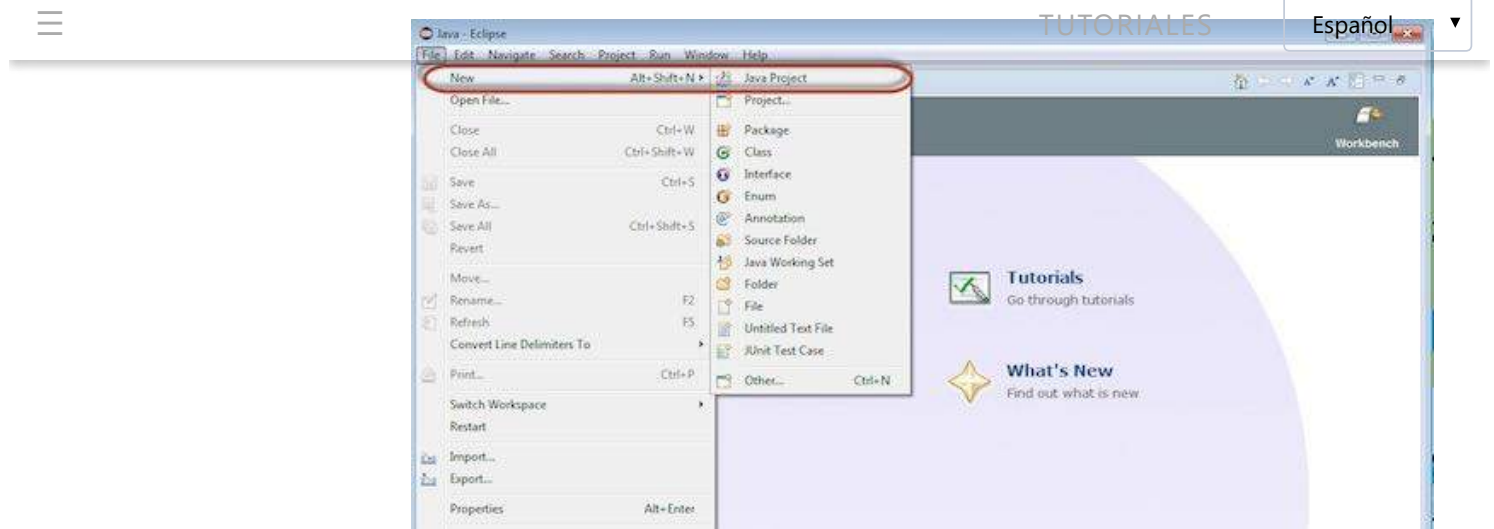 TUTORIALES
Español
Java - Eclipse
File Edit Navigate Search Project Run Window Help
New Alt+Shift+N
Open File...
Close Ctrl+W
Close All Ctrl+Shift+W
Save Ctrl+S
Save As...
Save All Ctrl+Shift+S
Revert
Move...
Rename... F2
Refresh F5
Convert Line Delimiters To
Print... Ctrl+P
Switch Workspace
Restart
Import...
Export...
Properties Alt+Enter
Java Project
Project...
Package
Class
Interface
Enum
Annotation
Source Folder
Java Working Set
Folder
File
Untitled Text File
JUnit Test Case
Other... Ctrl+N
Workbench
Tutorials
Go through tutorials
What's New
Find out what is new